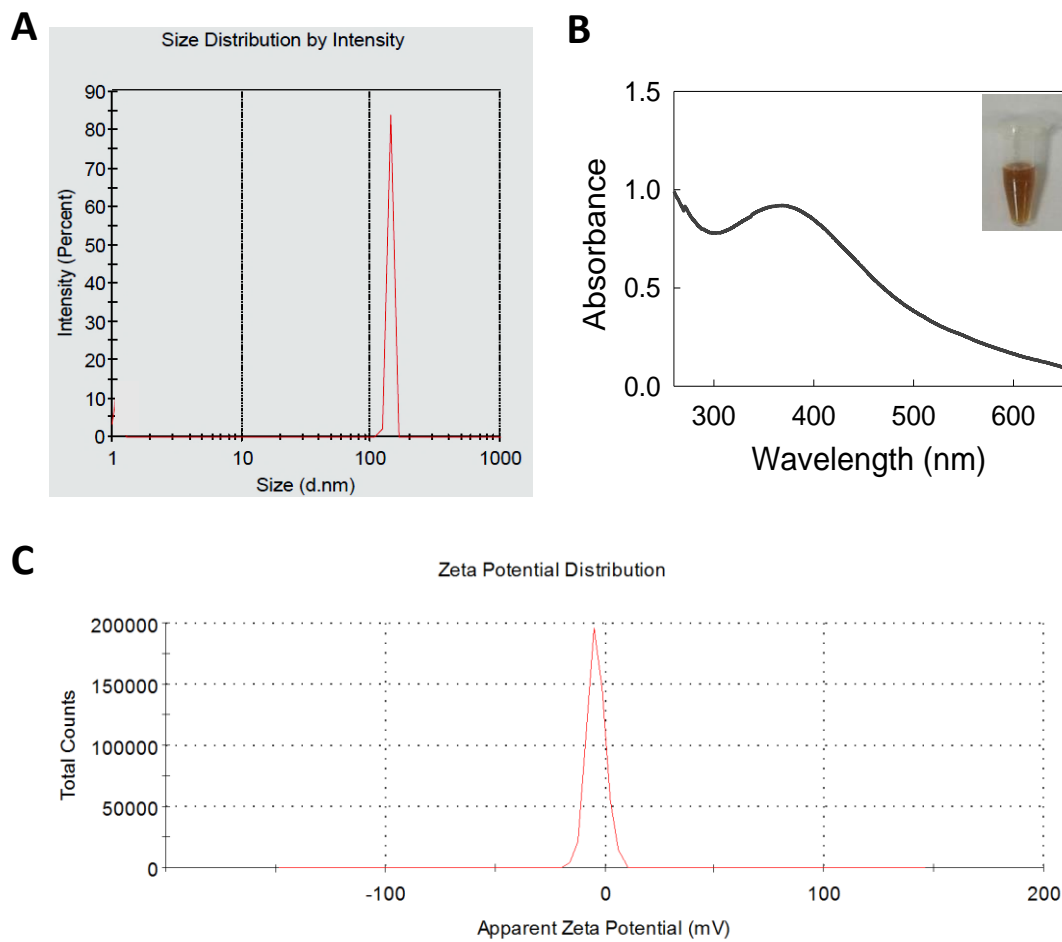 A
Size Distribution by Intensity
90
80
70
60
50
40
30
20
10
0
Intensity (Percent)
1 10 100 1000
Size (d.nm)
B
1.5
1.0
0.5
0.0
Absorbance
300 400 500 600
Wavelength (nm)
C
Zeta Potential Distribution
200000
150000
100000
50000
0
Total Counts
-100 0 100 200
Apparent Zeta Potential (mV)